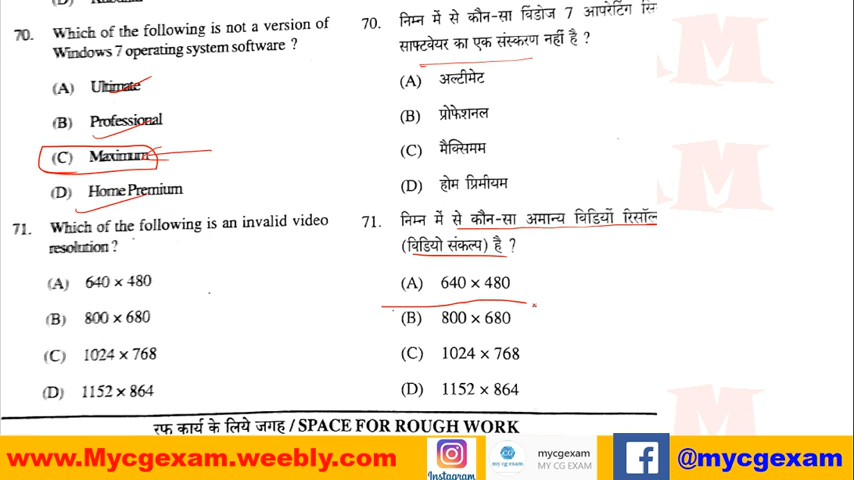 70. Which of the following is not a version of
Windows 7 operating system software ?
(A) Ultimate
(B) Professional
(C) Maximum
(D) Home Premium
71. Which of the following is an invalid video
resolution ?
(A) 640 × 480
(B) 800 × 680
(C) 1024 × 768
(D) 1152 × 864
70. निम्न में से कौन-सा विंडोज 7 आपरेटिंग
साफ्टवेयर का एक संस्करण नहीं है ?
(A) अल्टीमेट
(B) प्रोफेशनल
(C) मैक्सिमम
(D) होम प्रिमीयम
71. निम्न में से कौन-सा अमान्य विडियों
(विडियो संकल्प) है ?
(A) 640 × 480
(B) 800 × 680
(C) 1024 × 768
(D) 1152 × 864
रफ कार्य के लिये जगह / SPACE FOR ROUGH WORK
www.Mycgexam.weebly.com
Instagram
CG
my cg exam
mycgexam
MY CG EXAM
@mycgexam